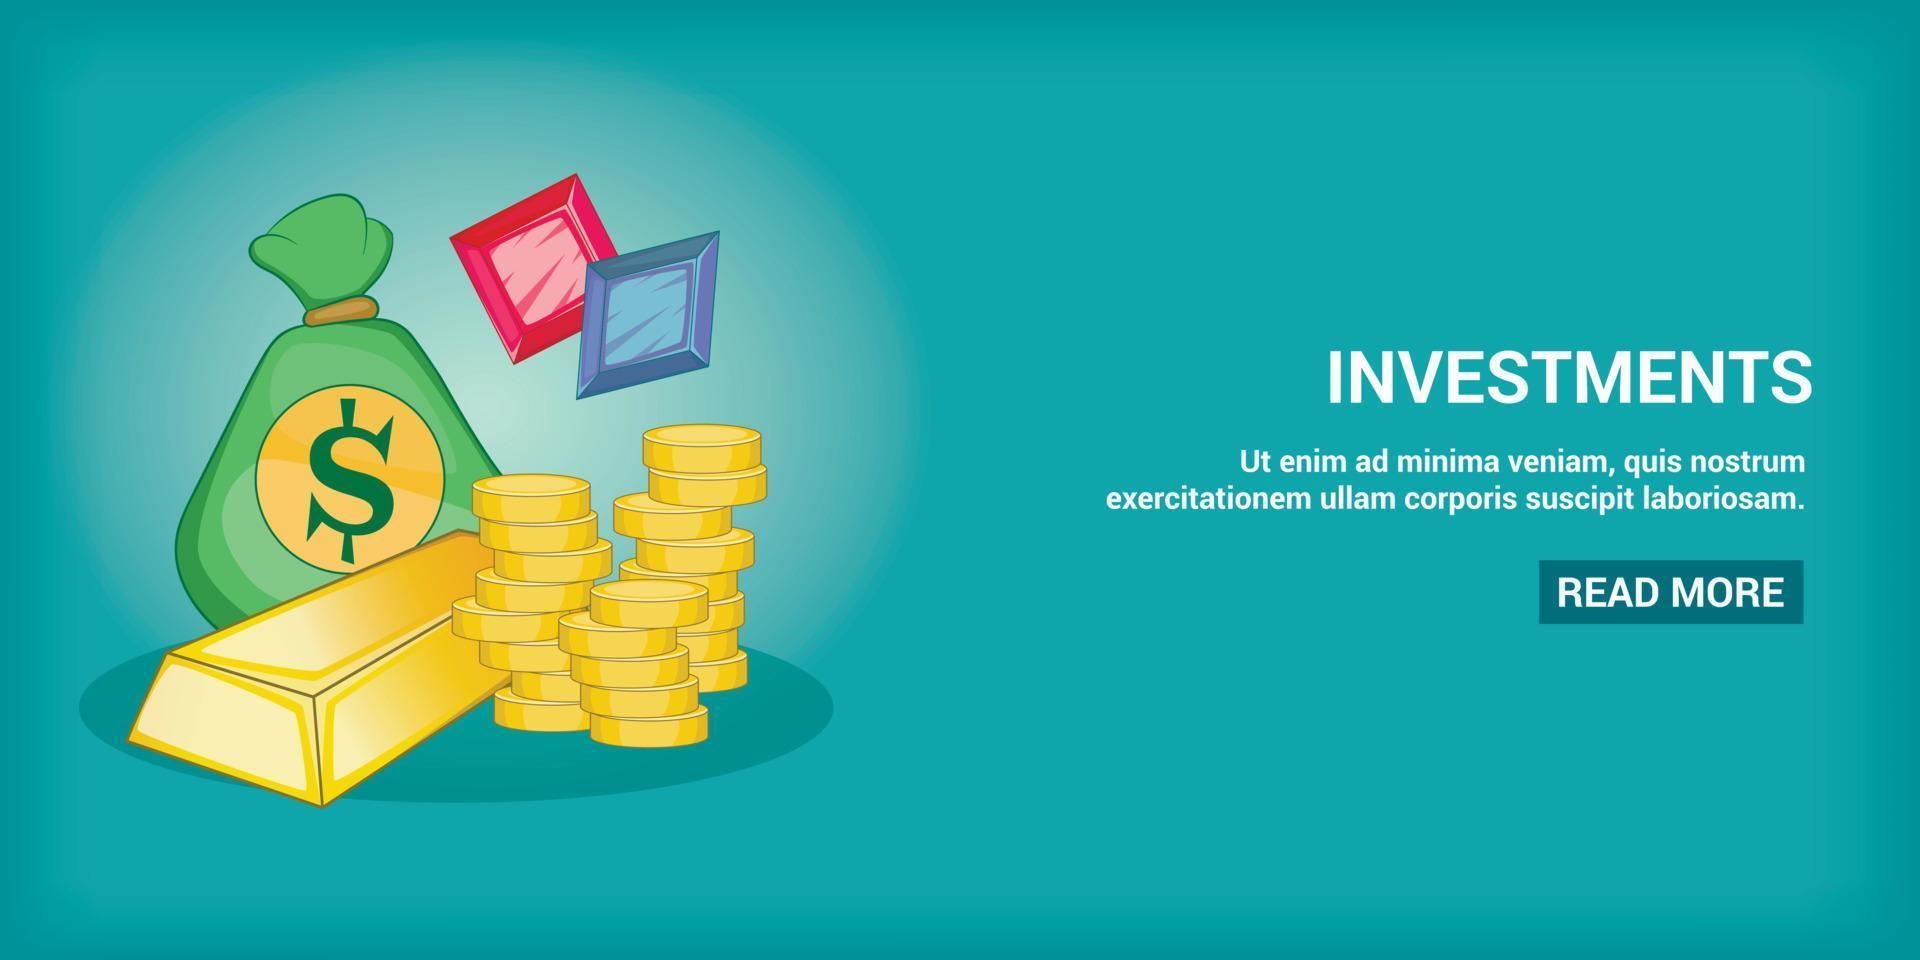 $
INVESTMENTS
Ut enim ad minima veniam, quis nostrum
exercitationem ullam corporis suscipit laboriosam.
READ MORE